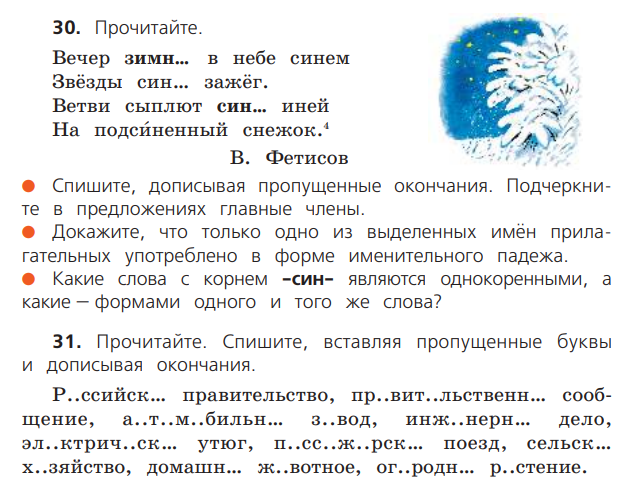 30. Прочитайте.
Вечер зимн... в небе синем
Звёзды син... зажёг.
Ветви сыплют син... иней
На подси́ненный снежок.⁴
В. Фетисов
● Спишите, дописывая пропущенные окончания. Подчеркни-
те в предложениях главные члены.
● Докажите, что только одно из выделенных имён прила-
гательных употреблено в форме именительного падежа.
● Какие слова с корнем -син- являются однокоренными, а
какие — формами одного и того же слова?
31. Прочитайте. Спишите, вставляя пропущенные буквы
и дописывая окончания.
Р..ссийск... правительство, пр..вит..льственн... сооб-
щение, а..т..м..бильн... з..вод, инж..нерн... дело,
эл..ктрич..ск... утюг, п..сс..ж..рск... поезд, сельск...
х..зяйство, домашн... ж..вотное, ог..родн... р..стение.